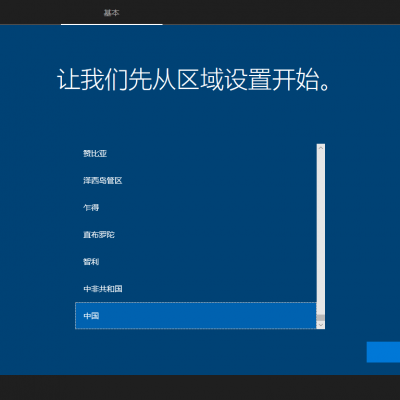 基本
让我们先从区域设置开始。
赞比亚
泽西岛管区
乍得
直布罗陀
智利
中非共和国
中国